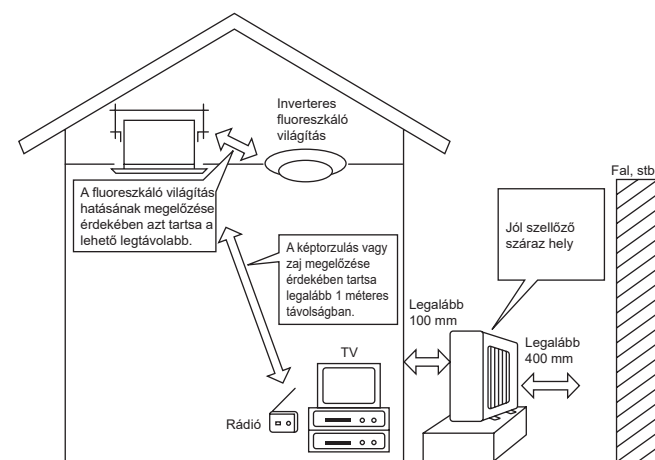 Inverteres
fluoreszkáló
világítás
A fluoreszkáló világítás
hatásának megelőzése
érdekében azt tartsa a
lehető legtávolabb.
Fal, stb
Jól szellőző
száraz hely
A képtorzulás vagy
zaj megelőzése
érdekében tartsa
legalább 1 méteres
távolságban.
Legalább
100 mm
Legalább
400 mm
TV
Rádió